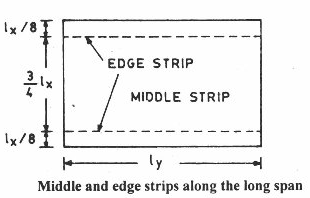 lx/8
EDGE STRIP
3/4 lx
MIDDLE STRIP
lx/8
ly
Middle and edge strips along the long span